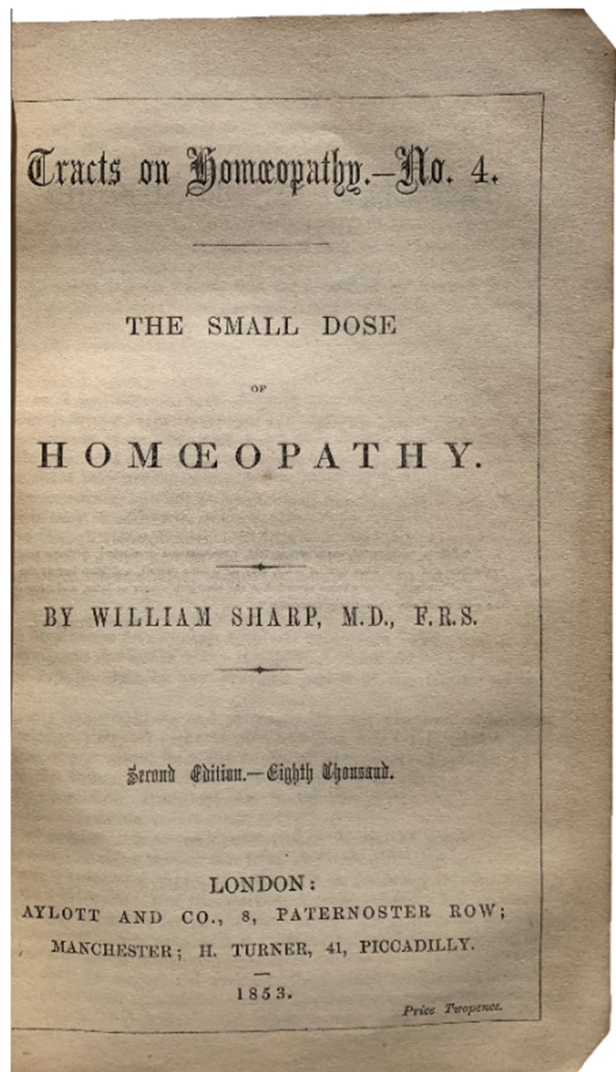 Tracts on Homœopathy.—No. 4.
THE SMALL DOSE
OF
HOMŒOPATHY.
BY WILLIAM SHARP, M.D., F.R.S.
Second Edition.—Eighth Thousand.
LONDON:
AYLOTT AND CO., 8, PATERNOSTER ROW;
MANCHESTER; H. TURNER, 41, PICCADILLY.
1853.
Price Twopence.